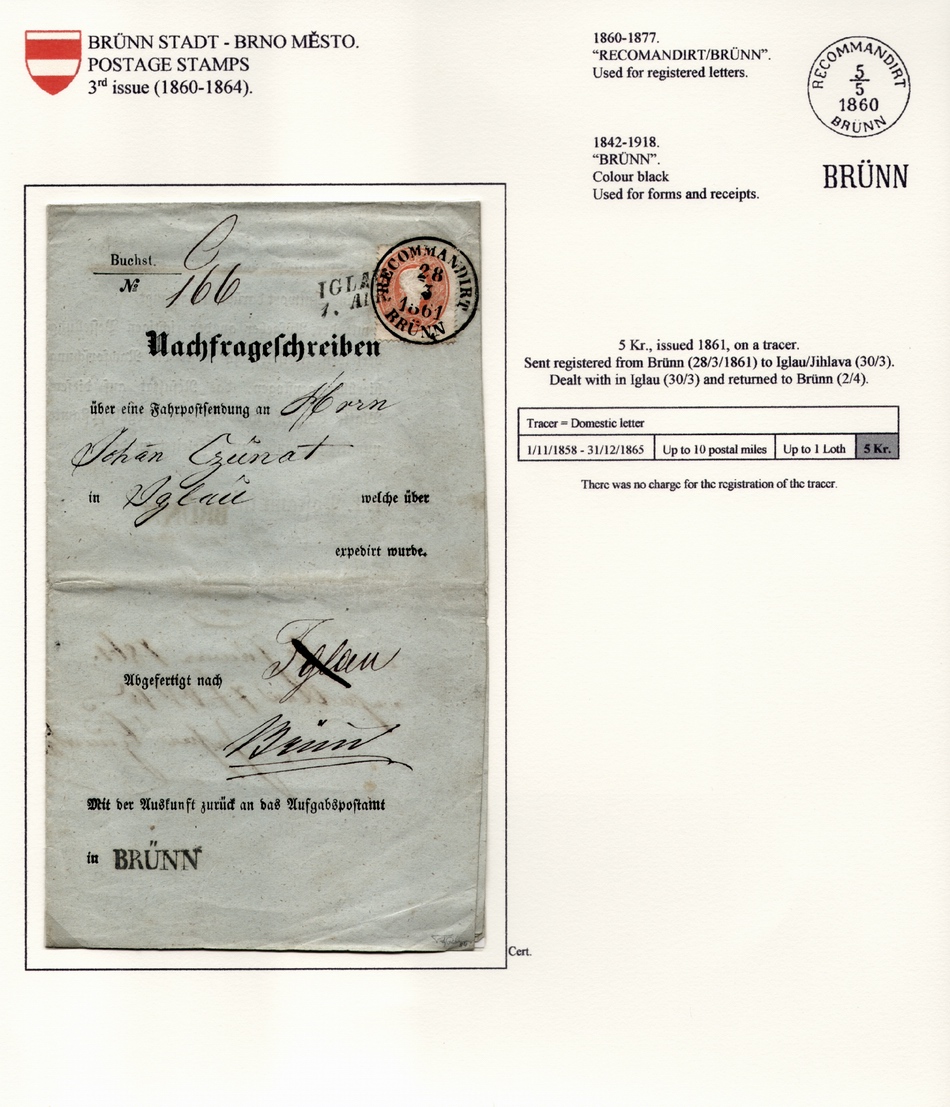 BRÜNN STADT - BRNO MĚSTO.
POSTAGE STAMPS
3rd issue (1860-1864).
1860-1877.
“RECOMANDIRT/BRÜNN”.
Used for registered letters.
RECOMMANDIRT
5
5
1860
BRÜNN
1842-1918.
“BRÜNN”.
Colour black
Used for forms and receipts.
BRÜNN
Buchst. C
№ 166
IGLA
1. A
RECOMMANDIRT
28
3
1861
BRÜNN
Nachfrageschreiben
über eine Fahrpostsendung an Herrn
Johan
in Iglau welche über
expedirt wurde.
Abgefertigt nach Iglau
Brünn
Mit der Auskunft zurück an das Aufgabspostamt
in BRÜNN
5 Kr., issued 1861, on a tracer.
Sent registered from Brünn (28/3/1861) to Iglau/Jihlava (30/3).
Dealt with in Iglau (30/3) and returned to Brünn (2/4).
Tracer = Domestic letter
1/11/1858 - 31/12/1865 Up to 10 postal miles Up to 1 Loth 5 Kr.
There was no charge for the registration of the tracer.
Cert.